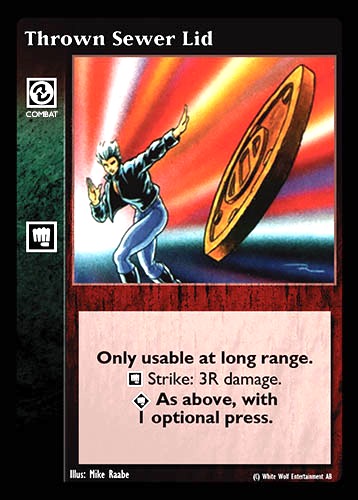 Thrown Sewer Lid
COMBAT
Only usable at long range.
Strike: 3R damage.
As above, with
1 optional press.
Illus: Mike Raabe
(C) White Wolf Entertainment AB